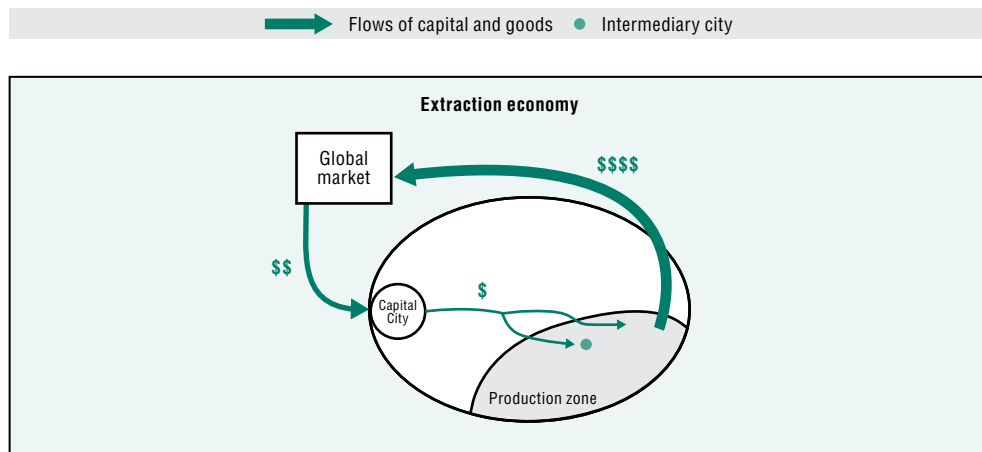 Flows of capital and goods
Intermediary city
Extraction economy
Global
market
$$$$
$$
$
Capital
City
Production zone